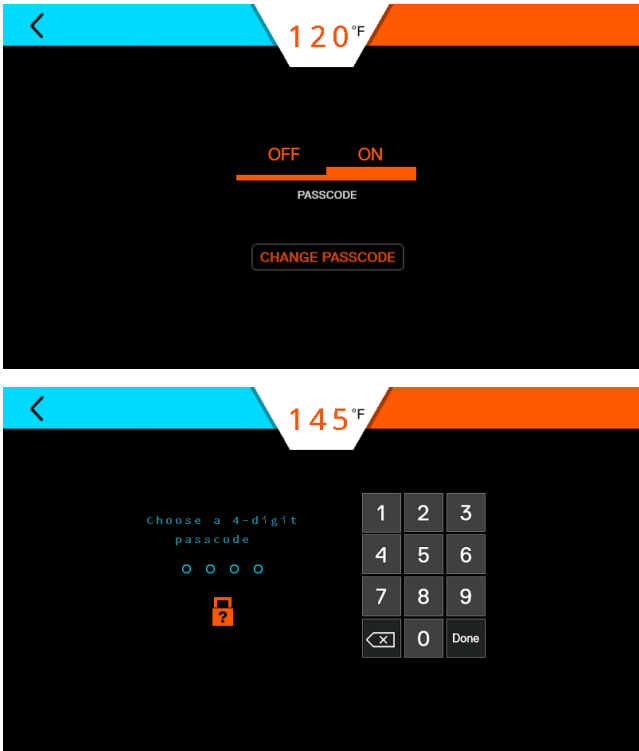 120°F
OFF ON
PASSCODE
CHANGE PASSCODE
145°F
Choose a 4-digit
passcode
1 2 3
4 5 6
7 8 9
?
0 Done